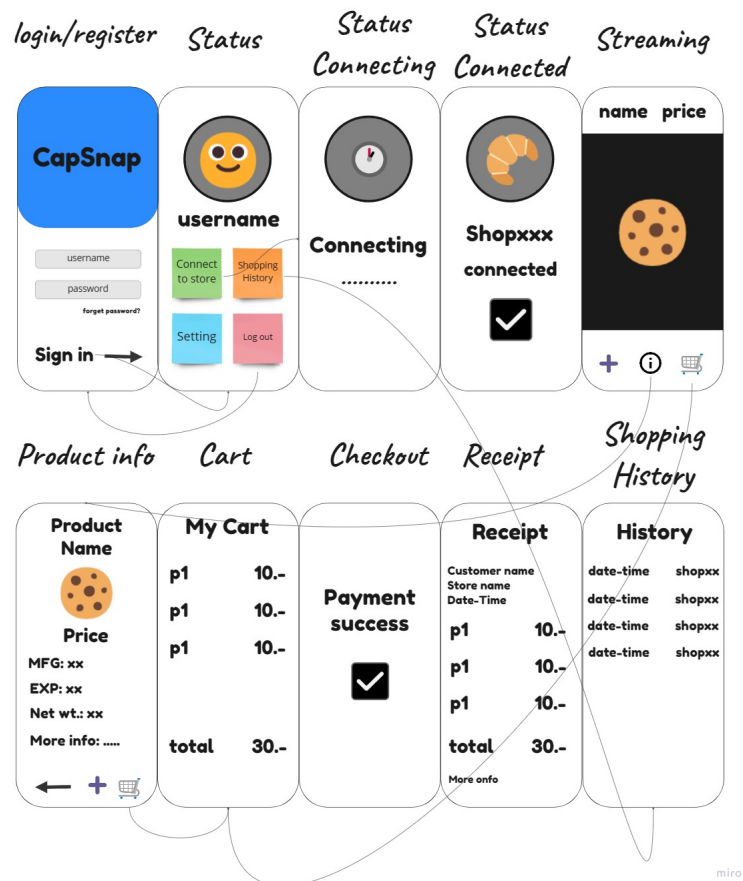 login/register
Status
Status
Connecting
Status
Connected
Streaming
CapSnap
username
password
forget password?
Sign in
username
Connect
to store
Shopping
History
Setting
Log out
Connecting
..........
Shopxxx
connected
name price
Product info
Cart
Checkout
Receipt
Shopping
History
Product
Name
Price
MFG: xx
EXP: xx
Net wt.: xx
More info: .....
My Cart
p1 10.-
p1 10.-
p1 10.-
total 30.-
Payment
success
Receipt
Customer name
Store name
Date-Time
p1 10.-
p1 10.-
p1 10.-
total 30.-
More onfo
History
date-time shopxx
date-time shopxx
date-time shopxx
date-time shopxx
miro